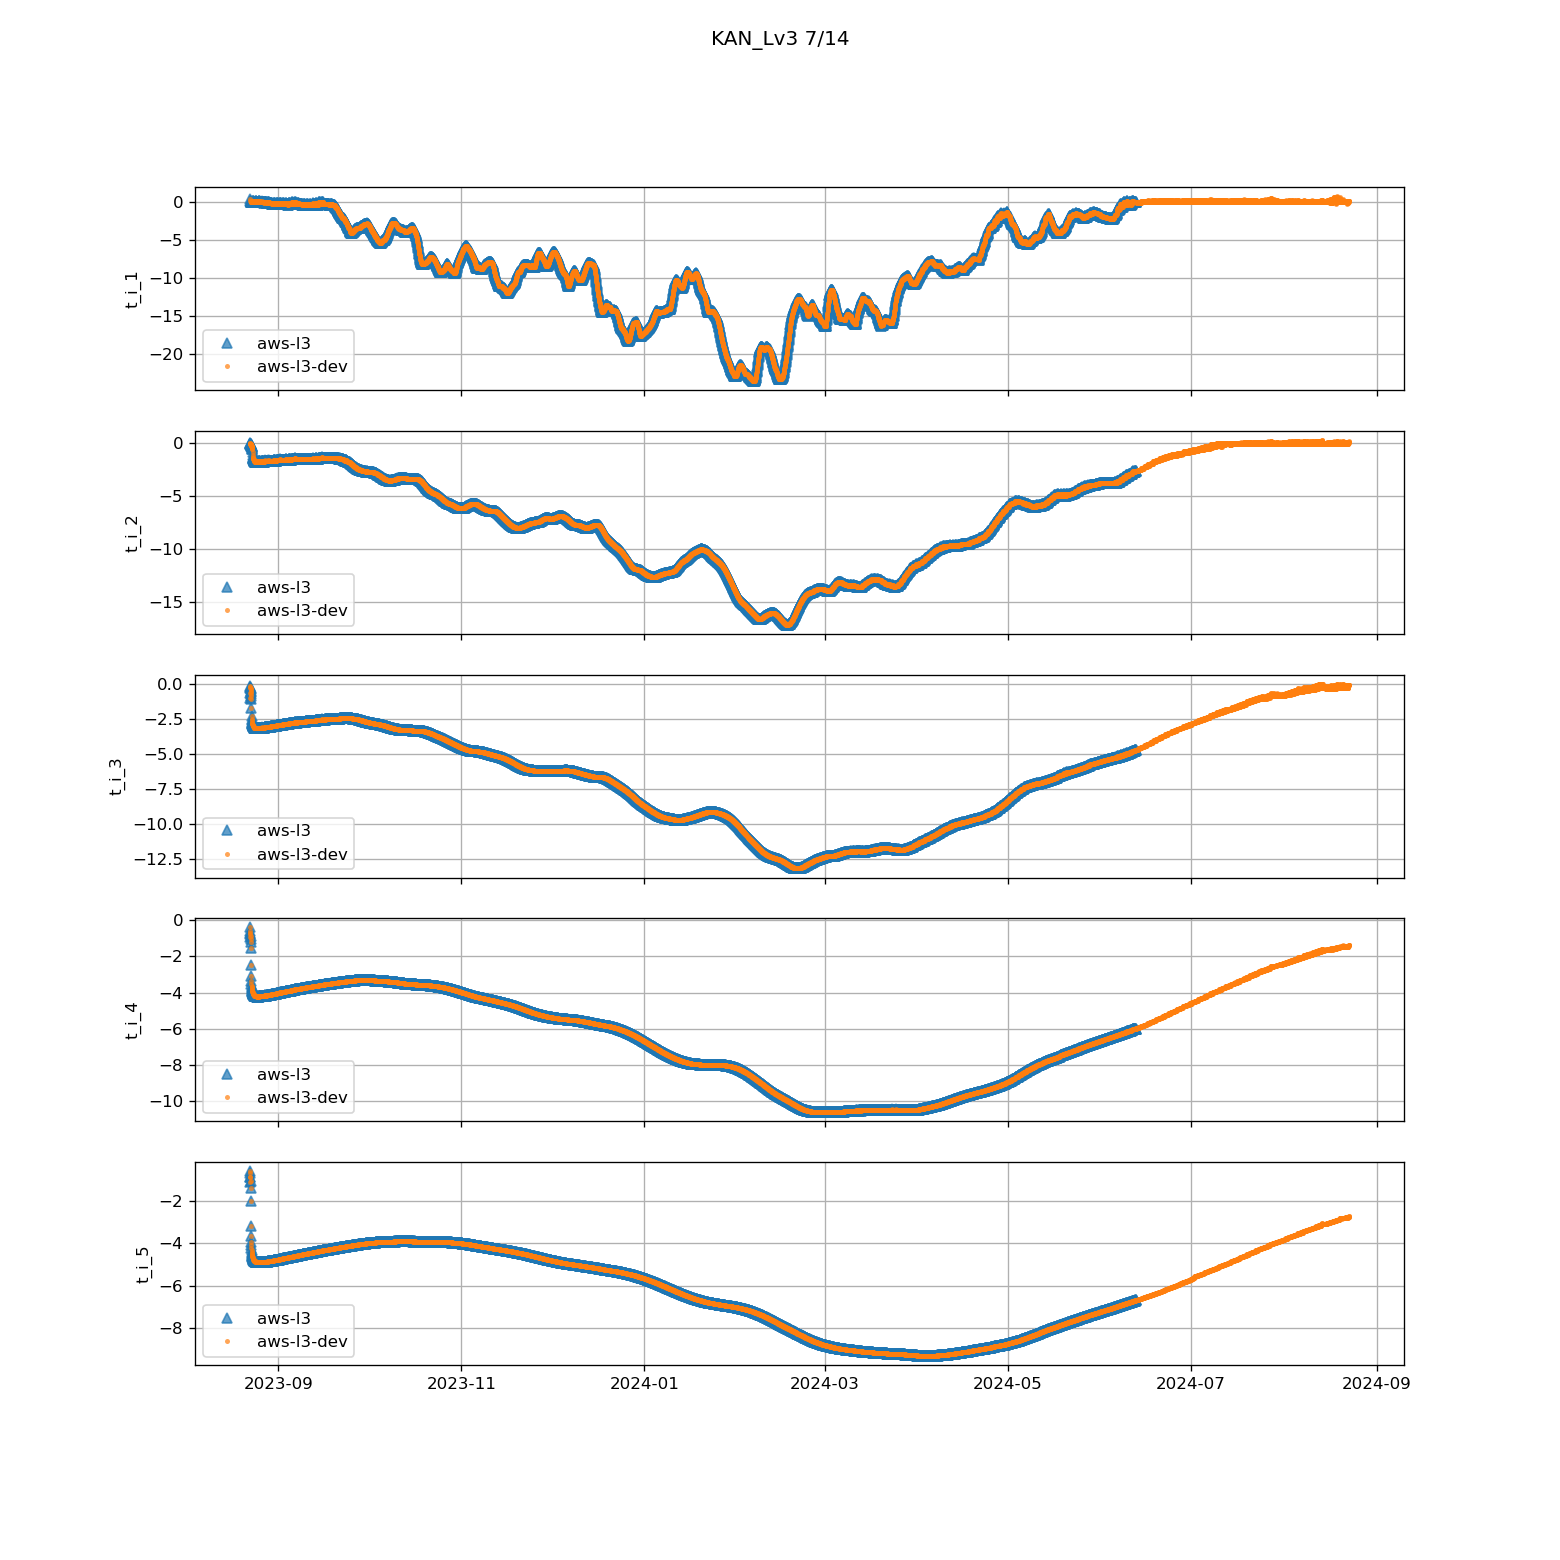 KAN_Lv3 7/14
0
−5
−10
−15
−20
t_i_1
aws-l3
aws-l3-dev
0
−5
−10
−15
t_i_2
aws-l3
aws-l3-dev
0.0
−2.5
−5.0
−7.5
−10.0
−12.5
t_i_3
aws-l3
aws-l3-dev
0
−2
−4
−6
−8
−10
t_i_4
aws-l3
aws-l3-dev
−2
−4
−6
−8
t_i_5
aws-l3
aws-l3-dev
2023-09 2023-11 2024-01 2024-03 2024-05 2024-07 2024-09